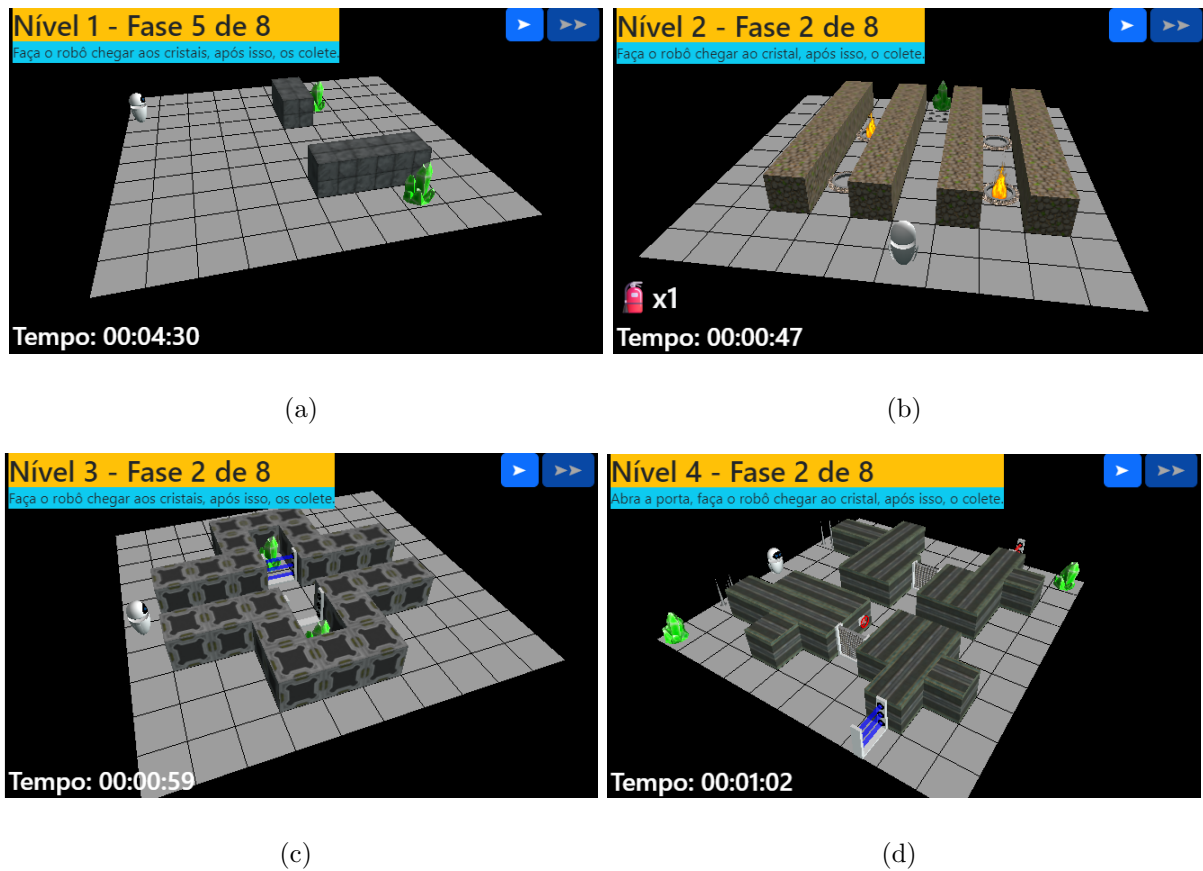 Nível 1 - Fase 5 de 8
Faça o robô chegar aos cristais, após isso, os colete.
Tempo: 00:04:30
(a)
Nível 2 - Fase 2 de 8
Faça o robô chegar ao cristal, após isso, o colete.
x1
Tempo: 00:00:47
(b)
Nível 3 - Fase 2 de 8
Faça o robô chegar aos cristais, após isso, os colete.
Tempo: 00:00:59
(c)
Nível 4 - Fase 2 de 8
Abra a porta, faça o robô chegar ao cristal, após isso, o colete.
Tempo: 00:01:02
(d)